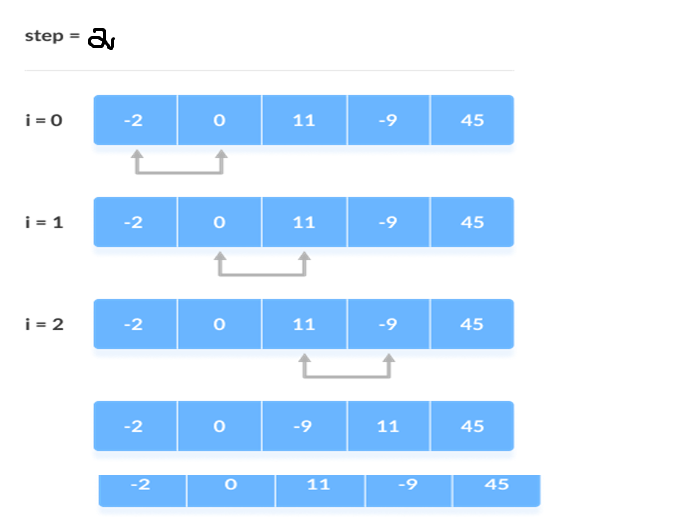 step =
i = 0 -2 0 11 -9 45
i = 1 -2 0 11 -9 45
i = 2 -2 0 11 -9 45
-2 0 -9 11 45
-2 0 11 -9 45